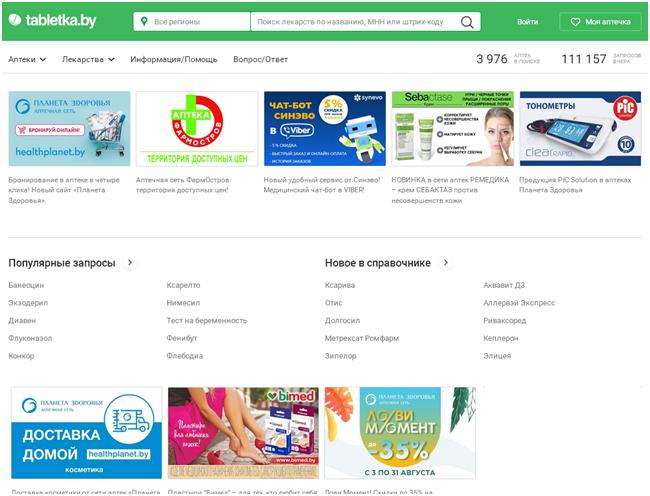 tabletka.by
Все регионы
Поиск лекарств по названию, МНН или штрих-коду
Войти
Моя аптечка
Аптеки
Лекарства
Информация/Помощь
Вопрос/Ответ
3 976 АПТЕК
В ПОИСКЕ
111 157 ЗАПРОСОВ
ВЧЕРА
ПЛАНЕТА ЗДОРОВЬЯ
АПТЕЧНАЯ СЕТЬ
БРОНИРУЙ ОНЛАЙН!
healthplanet.by
АПТЕКА
ФАРМОСТРОВ
ТЕРРИТОРИЯ ДОСТУПНЫХ ЦЕН
synevo
ЧАТ-БОТ
СИНЭВО
в Viber
5%
СКИДКА
- 5 % СКИДКА
- БЫСТРЫЙ ЗАКАЗ И ОНЛАЙН-ОПЛАТА
- ИСТОРИЯ ЗАКАЗОВ
Sebactase
Крем
УГРИ / ЧЕРНЫЕ ТОЧКИ
ПРЫЩИ / ПОКРАСНЕНИЯ
РАСШИРЕННЫЕ ПОРЫ
КОРРЕКТИРУЕТ
НЕСОВЕРШЕНСТВА
КОЖИ
МАТИРУЕТ КОЖУ
РЕГУЛИРУЕТ
ВЫРАБОТКУ СЕБУМА
ТОНОМЕТРЫ
PiC
SOLUTION
clearRAPID
10
Бронирование в аптеке в четыре
клика! Новый сайт «Планета
Здоровья».
Аптечная сеть ФармОстров:
территория доступных цен!
Новый удобный сервис от Синэво!
Медицинский чат-бот в VIBER!
НОВИНКА в сети аптек РЕМЕДИКА
– крем СЕБАКТАЗ против
несовершенств кожи
Продукция PIC Solution в аптеках
Планета Здоровья
Популярные запросы
Новое в справочнике
Банеоцин
Ксарелто
Ксарива
Аквавит Д3
Экзодерил
Нимесил
Отис
Аллервэй Экспресс
Диавен
Тест на беременность
Долгосил
Риваксоред
Флуконазол
Фенибут
Метрексат Ромфарм
Кеплерон
Конкор
Флебодиа
Зипелор
Элицея
ПЛАНЕТА ЗДОРОВЬЯ
АПТЕЧНАЯ СЕТЬ
ДОСТАВКА
ДОМОЙ
healthplanet.by
косметика
bimed
Пластыри
для любимых
ножек!
www.bimed.by
ПЛАНЕТА ЗДОРОВЬЯ
АПТЕЧНАЯ СЕТЬ
ЛОУВИ
МОМЕНТ
до
-35%
С 3 ПО 31 АВГУСТА
Доставка косметики от сети аптек «Планета
Пластыри "Бимед" – для тех, кто любит себя
Лови Момент! Скидки до 35% на